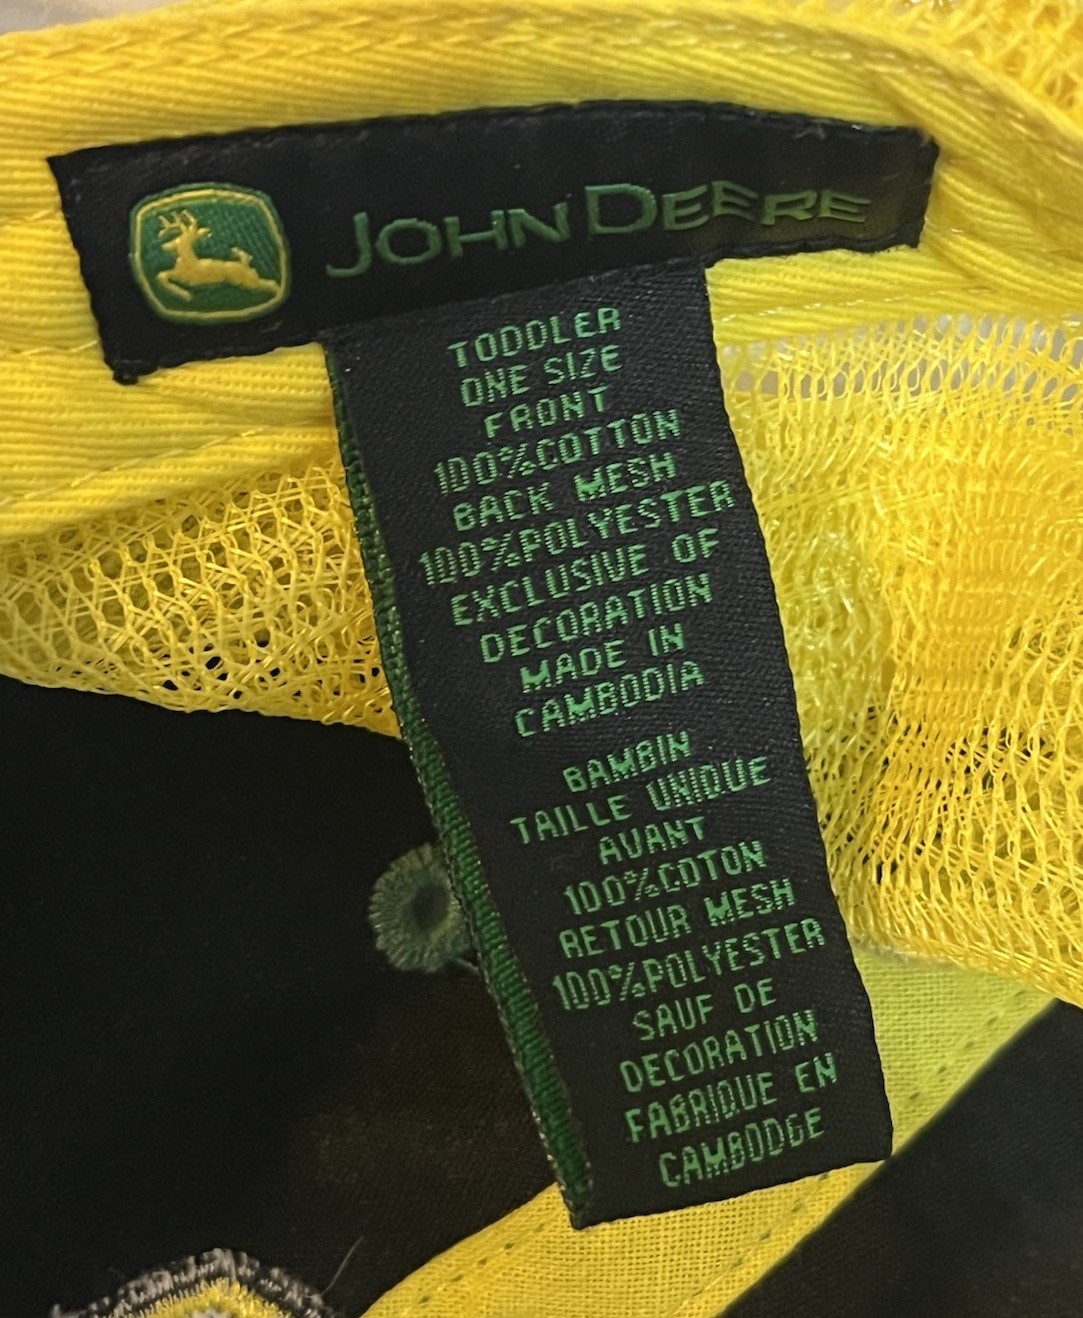 JOHN DEERE
TODDLER
ONE SIZE
FRONT
100%COTTON
BACK MESH
100%POLYESTER
EXCLUSIVE OF
DECORATION
MADE IN
CAMBODIA
BAMBIN
TAILLE UNIQUE
AVANT
100%COTON
RETOUR MESH
100%POLYESTER
SAUF DE
DECORATION
FABRIQUE EN
CAMBODGE